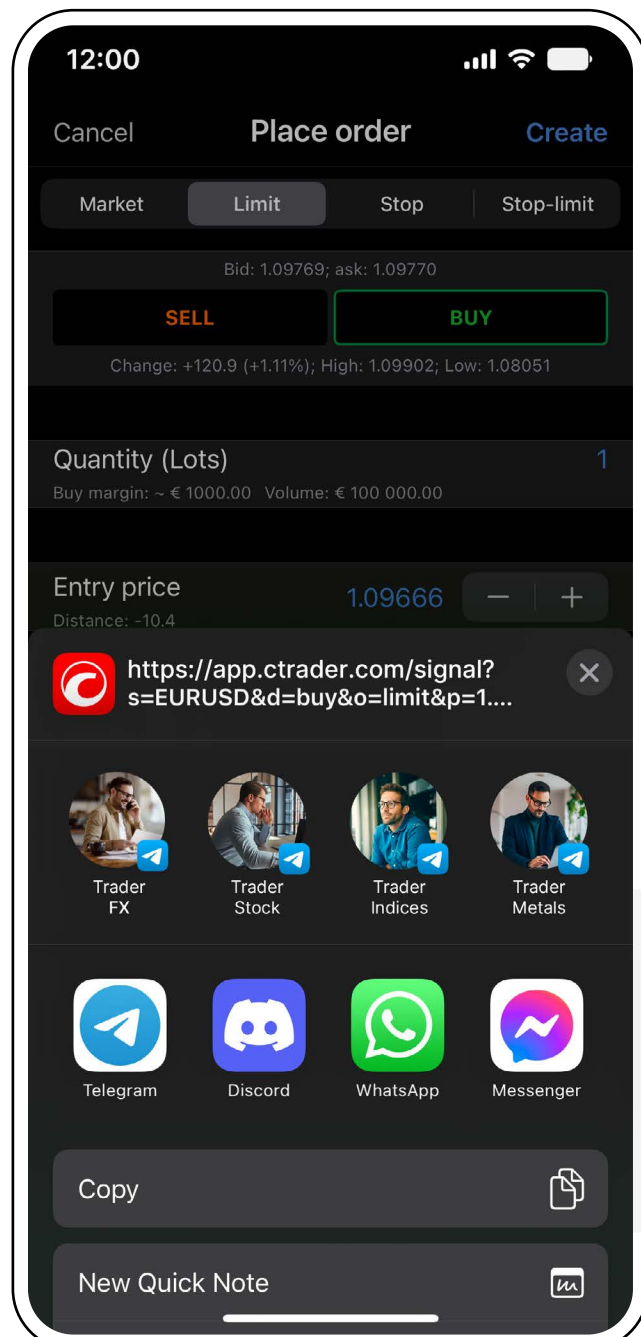 12:00
Cancel Place order Create
Market Limit Stop Stop-limit
Bid: 1.09769; ask: 1.09770
SELL BUY
Change: +120.9 (+1.11%); High: 1.09902; Low: 1.08051
Quantity (Lots) 1
Buy margin: ~ € 1000.00 Volume: € 100 000.00
Entry price 1.09666 − +
Distance: -10.4
https://app.ctrader.com/signal?
s=EURUSD&d=buy&o=limit&p=1....
Trader Trader Trader Trader
FX Stock Indices Metals
Telegram Discord WhatsApp Messenger
Copy
New Quick Note